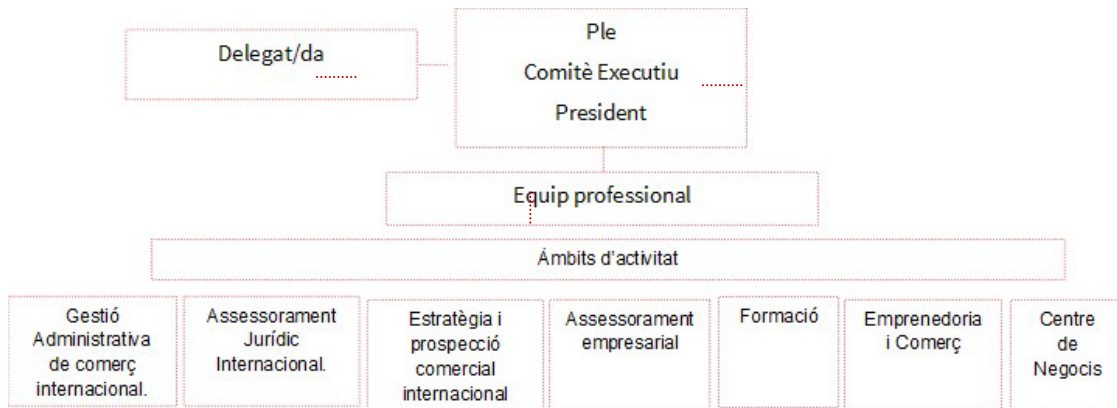 Delegat/da
Ple
Comitè Executiu
President
Equip professional
Àmbits d'activitat
Gestió
Administrativa
de comerç
internacional.
Assessorament
Jurídic
Internacional.
Estratègia i
prospecció
comercial
internacional
Assessorament
empresarial
Formació
Emprenedoria
i Comerç
Centre
de
Negocis